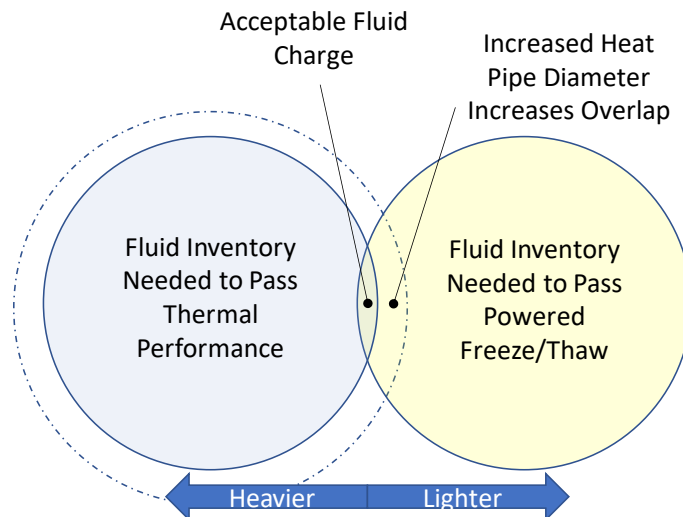 Acceptable Fluid
Charge
Increased Heat
Pipe Diameter
Increases Overlap
Fluid Inventory
Needed to Pass
Thermal
Performance
Fluid Inventory
Needed to Pass
Powered
Freeze/Thaw
Heavier
Lighter